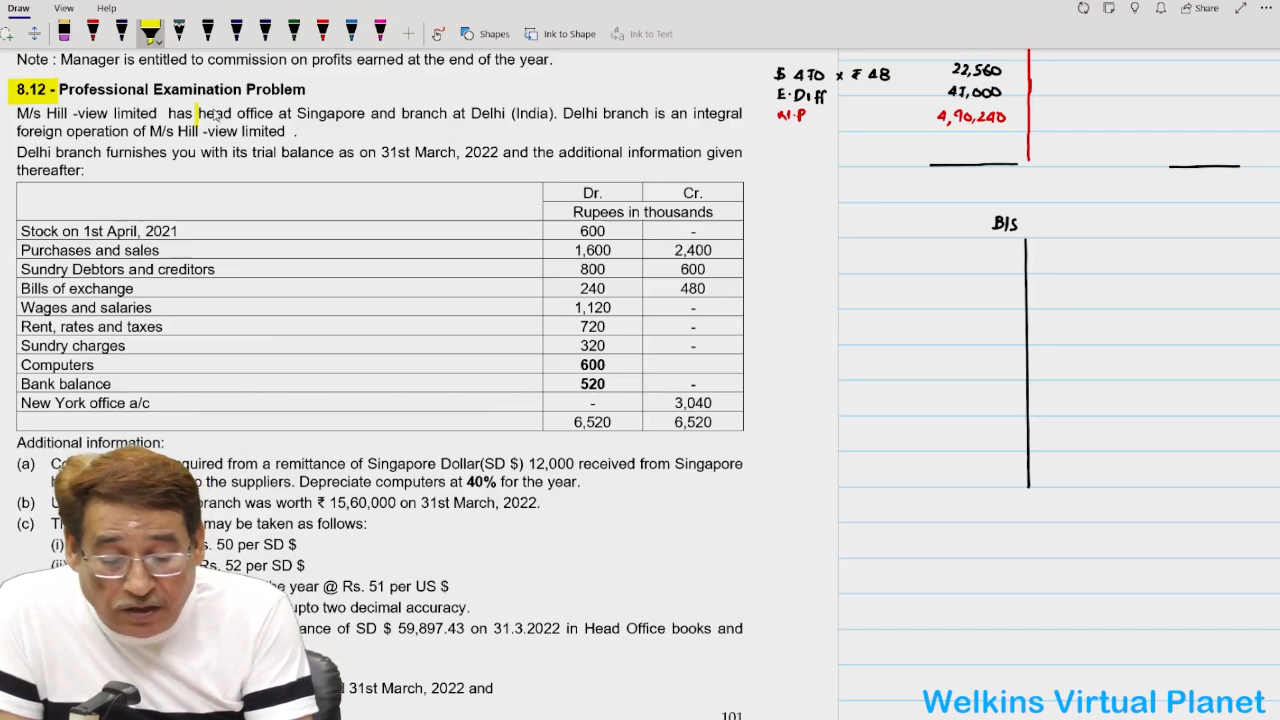 Draw Insert View Help
Shapes Ink to Shape Ink to Text Share
Note : Manager is entitled to commission on profits earned at the end of the year.
8.12 - Professional Examination Problem
M/s Hill -view limited has head office at Singapore and branch at Delhi (India). Delhi branch is an integral
foreign operation of M/s Hill -view limited .
Delhi branch furnishes you with its trial balance as on 31st March, 2022 and the additional information given
thereafter:
Dr. Cr.
Rupees in thousands
Stock on 1st April, 2021 600 -
Purchases and sales 1,600 2,400
Sundry Debtors and creditors 800 600
Bills of exchange 240 480
Wages and salaries 1,120 -
Rent, rates and taxes 720 -
Sundry charges 320 -
Computers 600
Bank balance 520 -
New York office a/c - 3,040
6,520 6,520
Additional information:
(a) quired from a remittance of Singapore Dollar(SD $) 12,000 received from Singapore
o the suppliers. Depreciate computers at 40% for the year.
(b) branch was worth ₹ 15,60,000 on 31st March, 2022.
(c) may be taken as follows:
(i) s. 50 per SD $
(ii) Rs. 52 per SD $
he year @ Rs. 51 per US $
upto two decimal accuracy.
ance of SD $ 59,897.43 on 31.3.2022 in Head Office books and
31st March, 2022 and
101
$ 470 x ₹ 48 22,560
E.Diff 47,000
N.P 4,90,240
B/S
Welkins Virtual Planet